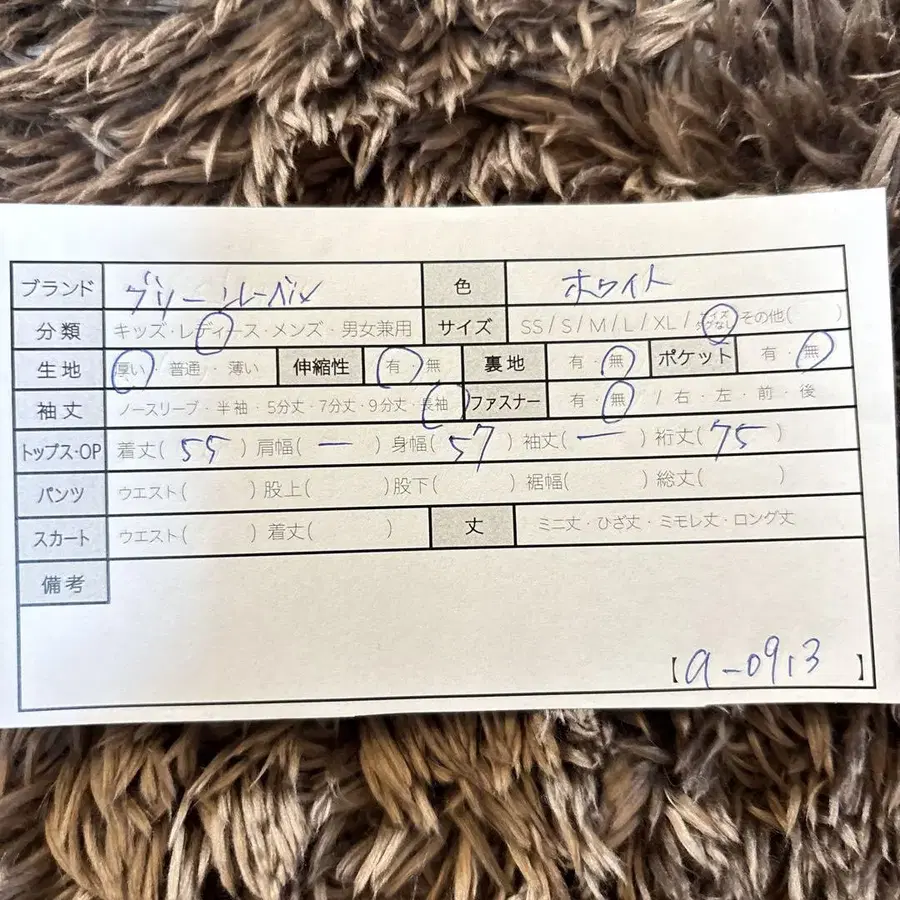 ブランド グリーンレーベル 色 ホワイト
分類 キッズ・レディース・メンズ・男女兼用 サイズ SS/S/M/L/XL/サイズタグなし その他( )
生地 厚い・普通・薄い 伸縮性 有・無 裏地 有・無 ポケット 有・無
袖丈 ノースリーブ・半袖・5分丈・7分丈・9分丈・長袖 ファスナー 有・無 /右・左・前・後
トップス・OP 着丈( 55 )肩幅( ー )身幅( 57 )袖丈( ー )裄丈( 75 )
パンツ ウエスト( )股上( )股下( )裾幅( )総丈( )
スカート ウエスト( )着丈( ) 丈 ミニ丈・ひざ丈・ミモレ丈・ロング丈
備考
【a-0913】